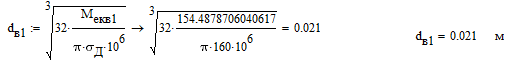 d_в1 := ∛(32·M_екв1/(π·σ_Д·10^6)) → ∛(32·154.4878706040617/(π·160·10^6)) = 0.021
d_в1 = 0.021 м